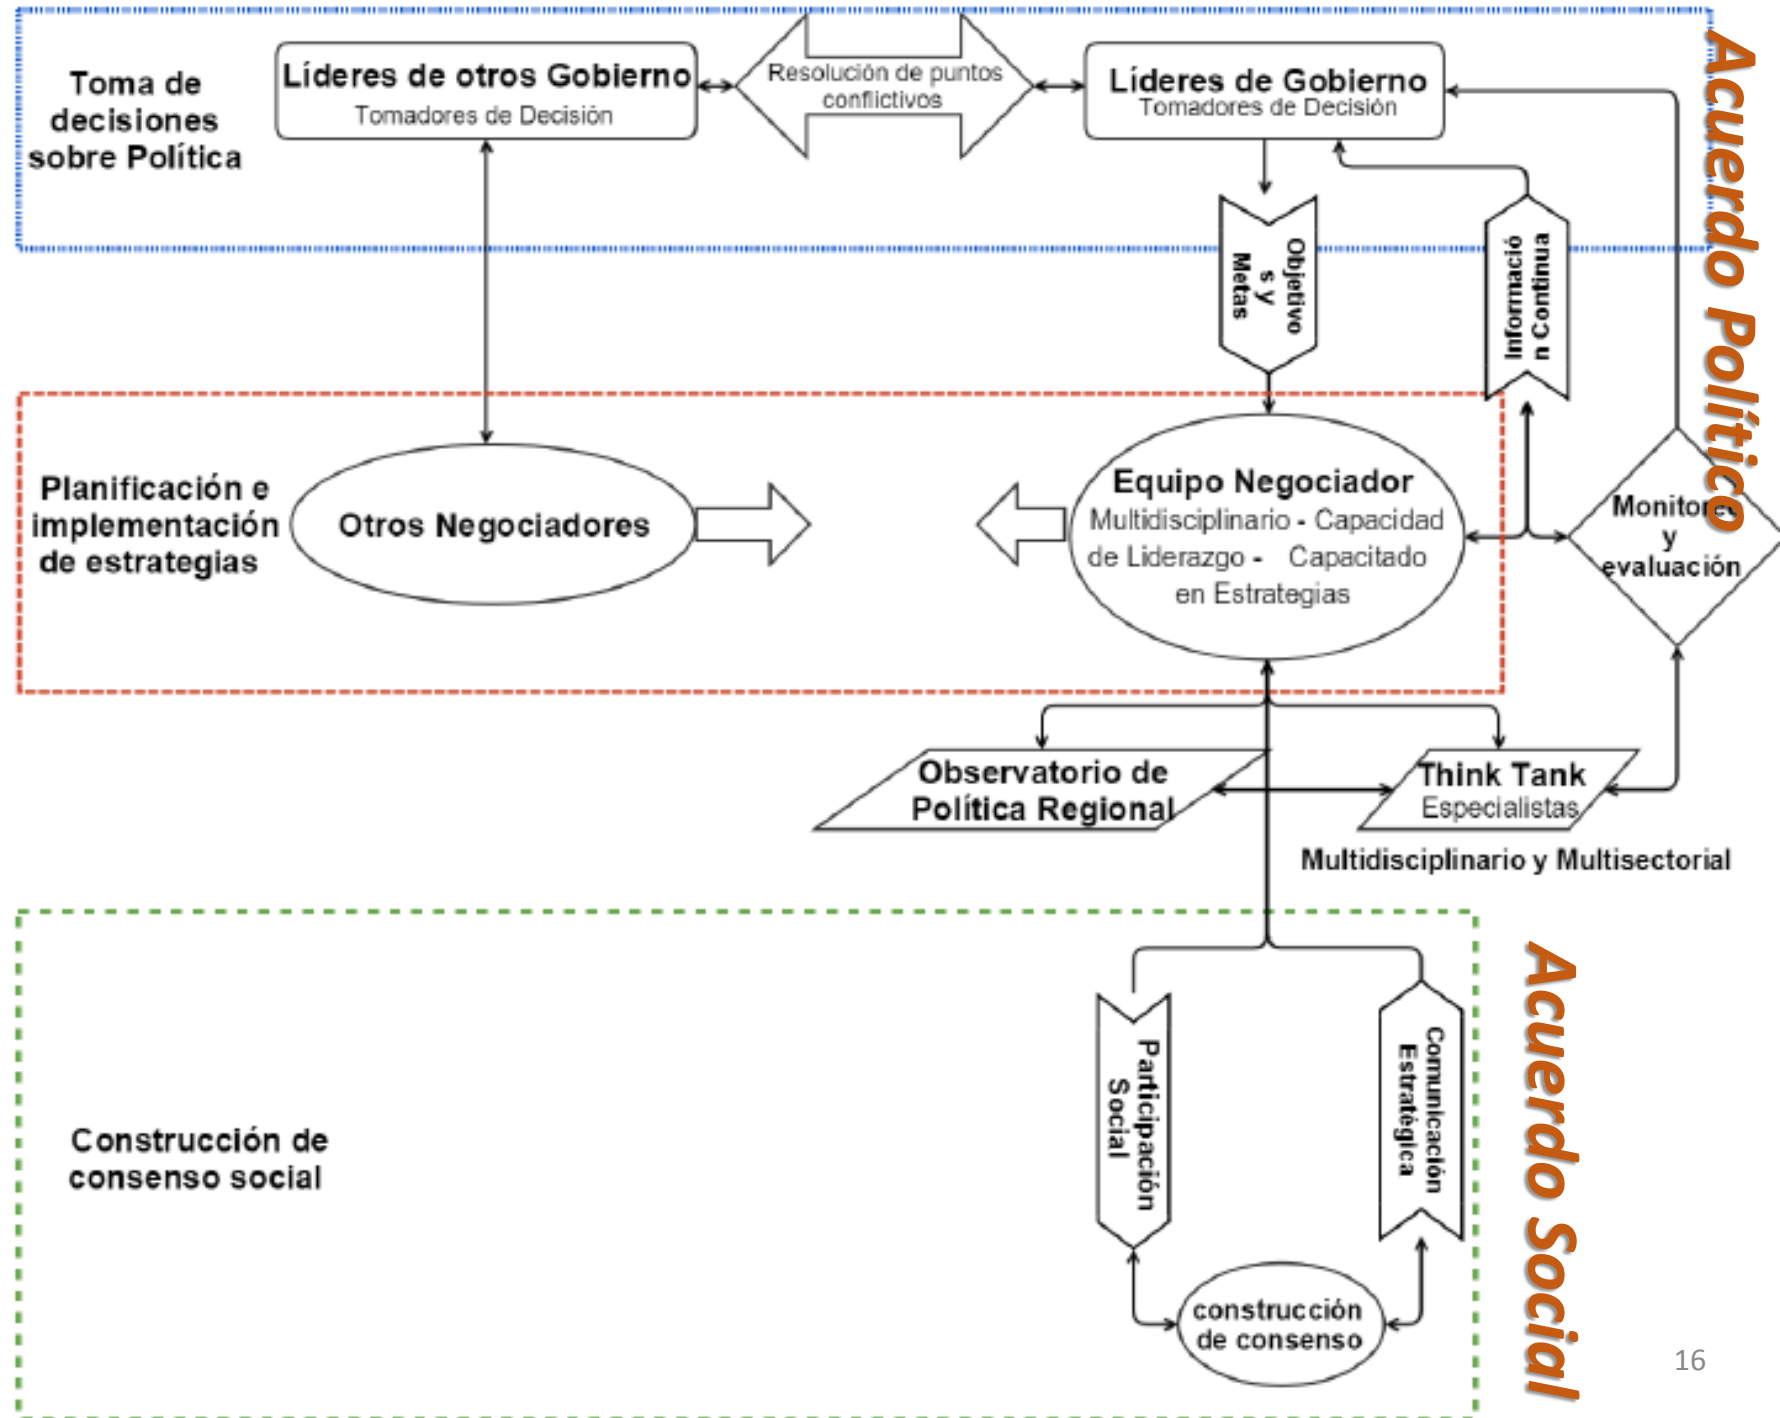 Toma de
decisiones
sobre Política
Líderes de otros Gobierno
Tomadores de Decisión
Resolución de puntos
conflictivos
Líderes de Gobierno
Tomadores de Decisión
Acuerdo Político
Objetivo
s y
Metas
Informació
n Continua
Planificación e
implementación
de estrategias
Otros Negociadores
Equipo Negociador
Multidisciplinario - Capacidad
de Liderazgo - Capacitado
en Estrategias
Monitoreo
y
evaluación
Observatorio de
Política Regional
Think Tank
Especialistas
Multidisciplinario y Multisectorial
Construcción de
consenso social
Participación
Social
Comunicación
Estratégica
construcción
de consenso
Acuerdo Social
16